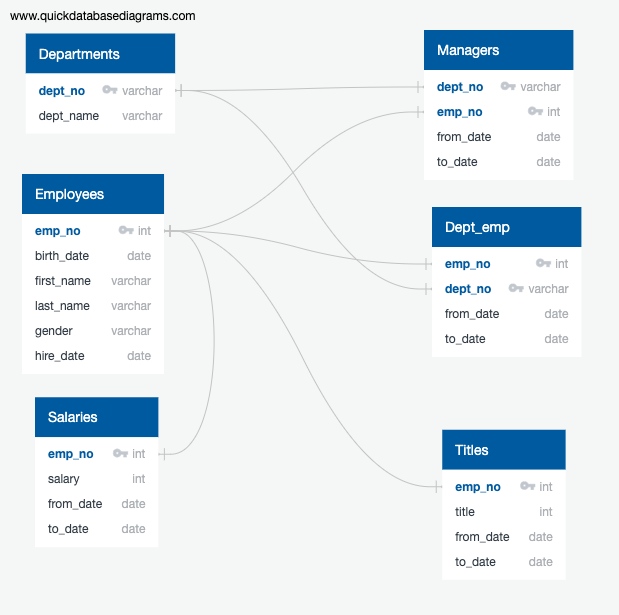 www.quickdatabasediagrams.com
Departments
dept_no varchar
dept_name varchar
Employees
emp_no int
birth_date date
first_name varchar
last_name varchar
gender varchar
hire_date date
Salaries
emp_no int
salary int
from_date date
to_date date
Managers
dept_no varchar
emp_no int
from_date date
to_date date
Dept_emp
emp_no int
dept_no varchar
from_date date
to_date date
Titles
emp_no int
title int
from_date date
to_date date